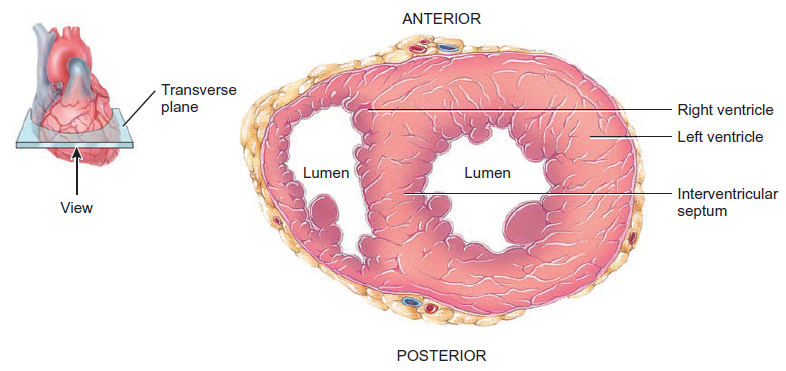 ANTERIOR
Transverse
plane
Right ventricle
Left ventricle
Lumen
Lumen
Interventricular
septum
View
POSTERIOR